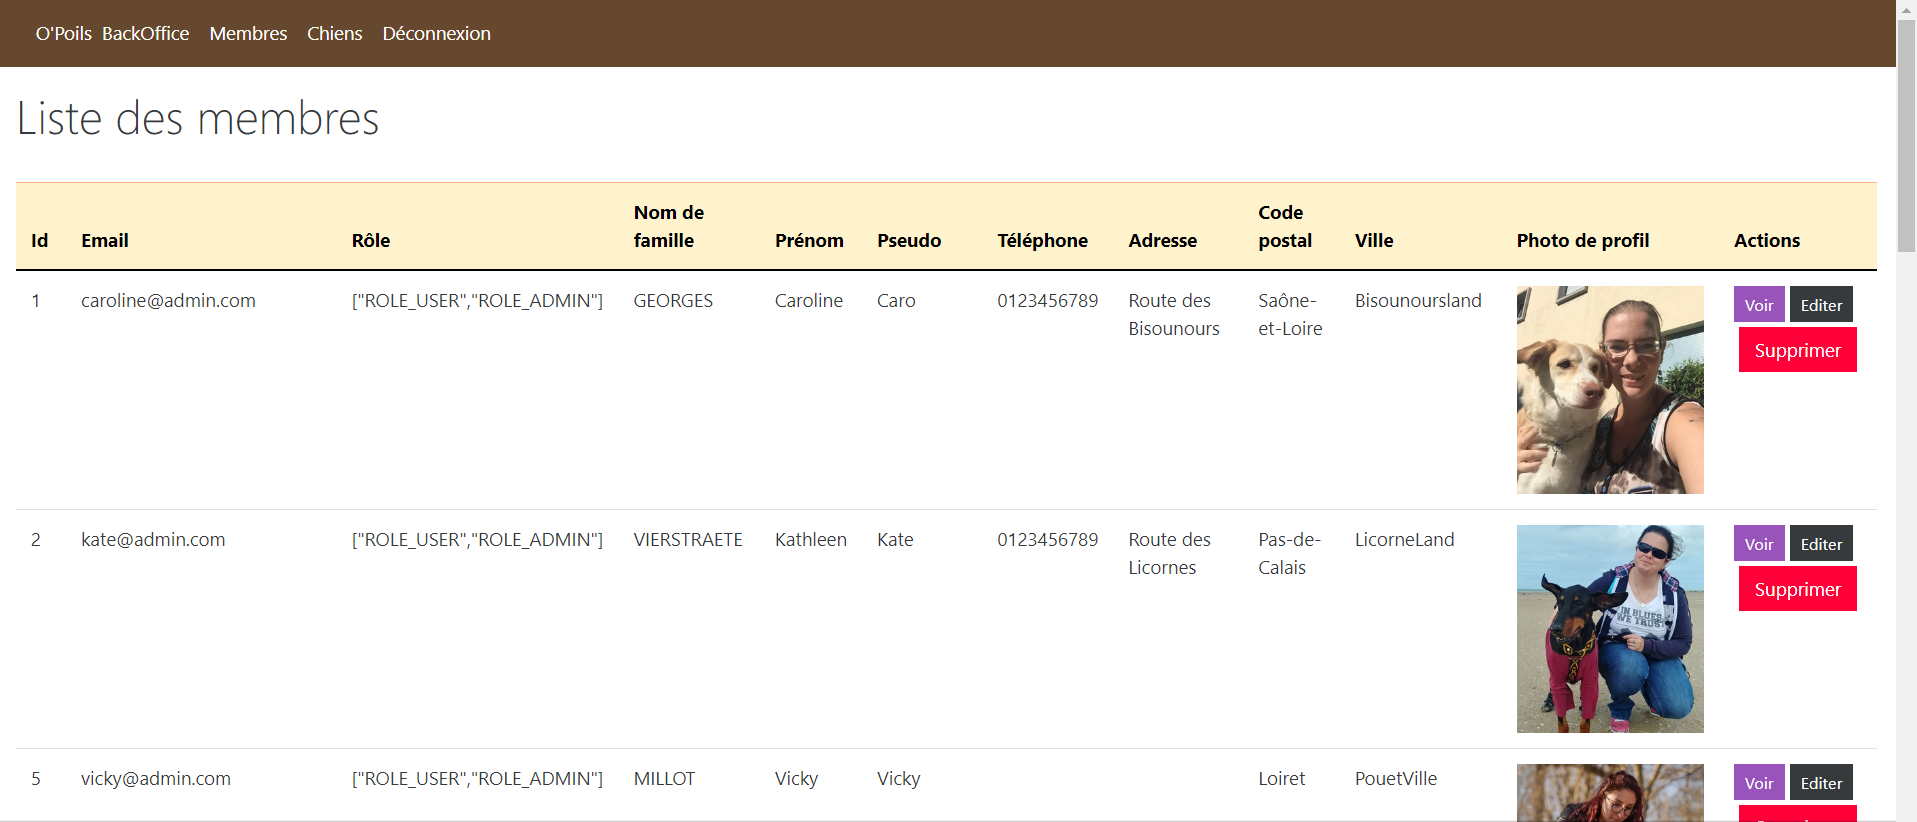 O'Poils BackOffice Membres Chiens Déconnexion
Liste des membres
Id Email Rôle Nom de famille Prénom Pseudo Téléphone Adresse Code postal Ville Photo de profil Actions
1 caroline@admin.com ["ROLE_USER","ROLE_ADMIN"] GEORGES Caroline Caro 0123456789 Route des Bisounours Saône-et-Loire Bisounoursland Voir Editer
Supprimer
2 kate@admin.com ["ROLE_USER","ROLE_ADMIN"] VIERSTRAETE Kathleen Kate 0123456789 Route des Licornes Pas-de-Calais LicorneLand Voir Editer
IN BLUES
WE TRUST
Supprimer
5 vicky@admin.com ["ROLE_USER","ROLE_ADMIN"] MILLOT Vicky Vicky Loiret PouetVille Voir Editer